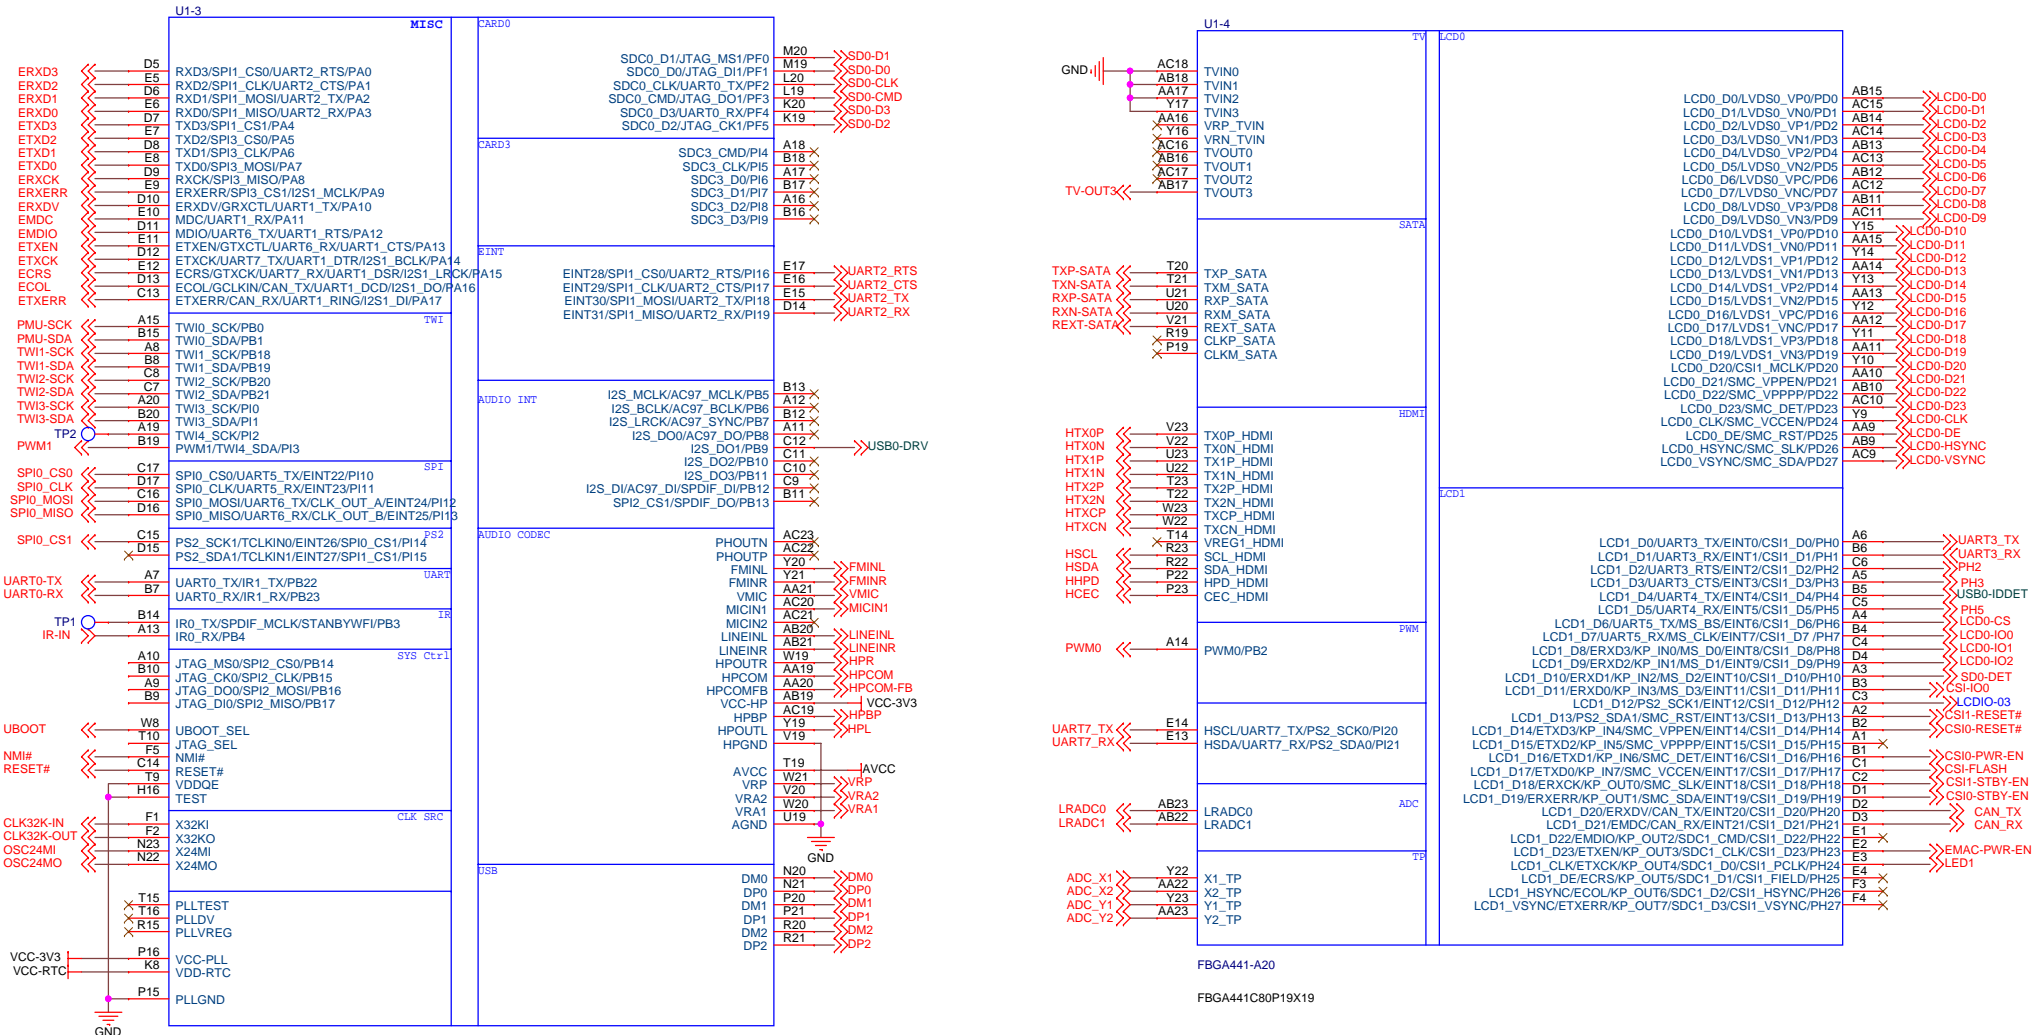 U1-3
MISC
ERXD3 D5 RXD3/SPI1_CS0/UART2_RTS/PA0
ERXD2 E5 RXD2/SPI1_CLK/UART2_CTS/PA1
ERXD1 D6 RXD1/SPI1_MOSI/UART2_TX/PA2
ERXD0 E6 RXD0/SPI1_MISO/UART2_RX/PA3
ETXD3 D7 TXD3/SPI1_CS1/PA4
ETXD2 E7 TXD2/SPI3_CS0/PA5
ETXD1 D8 TXD1/SPI3_CLK/PA6
ETXD0 E8 TXD0/SPI3_MOSI/PA7
ERXCK D9 RXCK/SPI3_MISO/PA8
ERXERR E9 ERXERR/SPI3_CS1/I2S1_MCLK/PA9
ERXDV D10 ERXDV/GRXCTL/UART1_TX/PA10
EMDC E10 MDC/UART1_RX/PA11
EMDIO D11 MDIO/UART6_TX/UART1_RTS/PA12
ETXEN E11 ETXEN/GTXCTL/UART6_RX/UART1_CTS/PA13
ETXCK D12 ETXCK/UART7_TX/UART1_DTR/I2S1_BCLK/PA14
ECRS E12 ECRS/GTXCK/UART7_RX/UART1_DSR/I2S1_LRCK/PA15
ECOL D13 ECOL/GCLKIN/CAN_TX/UART1_DCD/I2S1_DO/PA16
ETXERR C13 ETXERR/CAN_RX/UART1_RING/I2S1_DI/PA17
TWI
PMU-SCK A15 TWI0_SCK/PB0
PMU-SDA B15 TWI0_SDA/PB1
TWI1-SCK A8 TWI1_SCK/PB18
TWI1-SDA B8 TWI1_SDA/PB19
TWI2-SCK C8 TWI2_SCK/PB20
TWI2-SDA C7 TWI2_SDA/PB21
TWI3-SCK A20 TWI3_SCK/PI0
TWI3-SDA B20 TWI3_SDA/PI1
TP2 A19 TWI4_SCK/PI2
PWM1 B19 PWM1/TWI4_SDA/PI3
SPI
SPI0_CS0 C17 SPI0_CS0/UART5_TX/EINT22/PI10
SPI0_CLK D17 SPI0_CLK/UART5_RX/EINT23/PI11
SPI0_MOSI C16 SPI0_MOSI/UART6_TX/CLK_OUT_A/EINT24/PI12
SPI0_MISO D16 SPI0_MISO/UART6_RX/CLK_OUT_B/EINT25/PI13
PS2
SPI0_CS1 C15 PS2_SCK1/TCLKIN0/EINT26/SPI0_CS1/PI14
D15 PS2_SDA1/TCLKIN1/EINT27/SPI1_CS1/PI15
UART
UART0-TX A7 UART0_TX/IR1_TX/PB22
UART0-RX B7 UART0_RX/IR1_RX/PB23
IR
TP1 B14 IR0_TX/SPDIF_MCLK/STANBYWFI/PB3
IR-IN A13 IR0_RX/PB4
SYS Ctrl
A10 JTAG_MS0/SPI2_CS0/PB14
B10 JTAG_CK0/SPI2_CLK/PB15
A9 JTAG_DO0/SPI2_MOSI/PB16
B9 JTAG_DI0/SPI2_MISO/PB17
UBOOT W8 UBOOT_SEL
T10 JTAG_SEL
NMI# F5 NMI#
RESET# C14 RESET#
T9 VDDQE
H16 TEST
CLK SRC
CLK32K-IN F1 X32KI
CLK32K-OUT F2 X32KO
OSC24MI N23 X24MI
OSC24MO N22 X24MO
T15 PLLTEST
T16 PLLDV
R15 PLLVREG
VCC-3V3 P16 VCC-PLL
VCC-RTC K8 VDD-RTC
P15 PLLGND
GND
CARD0
SDC0_D1/JTAG_MS1/PF0 M20 SD0-D1
SDC0_D0/JTAG_DI1/PF1 M19 SD0-D0
SDC0_CLK/UART0_TX/PF2 L20 SD0-CLK
SDC0_CMD/JTAG_DO1/PF3 L19 SD0-CMD
SDC0_D3/UART0_RX/PF4 K20 SD0-D3
SDC0_D2/JTAG_CK1/PF5 K19 SD0-D2
CARD3
SDC3_CMD/PI4 A18
SDC3_CLK/PI5 B18
SDC3_D0/PI6 A17
SDC3_D1/PI7 B17
SDC3_D2/PI8 A16
SDC3_D3/PI9 B16
EINT
EINT28/SPI1_CS0/UART2_RTS/PI16 E17 UART2_RTS
EINT29/SPI1_CLK/UART2_CTS/PI17 E16 UART2_CTS
EINT30/SPI1_MOSI/UART2_TX/PI18 E15 UART2_TX
EINT31/SPI1_MISO/UART2_RX/PI19 D14 UART2_RX
AUDIO INT
I2S_MCLK/AC97_MCLK/PB5 B13
I2S_BCLK/AC97_BCLK/PB6 A12
I2S_LRCK/AC97_SYNC/PB7 B12
I2S_DO0/AC97_DO/PB8 A11
I2S_DO1/PB9 C12 USB0-DRV
I2S_DO2/PB10 C11
I2S_DO3/PB11 C10
I2S_DI/AC97_DI/SPDIF_DI/PB12 C9
SPI2_CS1/SPDIF_DO/PB13 B11
AUDIO CODEC
PHOUTN AC23
PHOUTP AC22
FMINL Y20 FMINL
FMINR Y21 FMINR
VMIC AA21 VMIC
MICIN1 AC20 MICIN1
MICIN2 AC21
LINEINL AB20 LINEINL
LINEINR AB21 LINEINR
HPOUTR W19 HPR
HPCOM AA19 HPCOM
HPCOMFB AA20 HPCOM-FB
VCC-HP AB19 VCC-3V3
HPBP AC19 HPBP
HPOUTL Y19 HPL
HPGND V19
AVCC T19 AVCC
VRP W21 VRP
VRA2 V20 VRA2
VRA1 W20 VRA1
AGND U19
GND
USB
DM0 N20 DM0
DP0 N21 DP0
DM1 P20 DM1
DP1 P21 DP1
DM2 R20 DM2
DP2 R21 DP2
U1-4
TV
GND AC18 TVIN0
AB18 TVIN1
AA17 TVIN2
Y17 TVIN3
AA16 VRP_TVIN
Y16 VRN_TVIN
AC16 TVOUT0
AB16 TVOUT1
AC17 TVOUT2
TV-OUT3 AB17 TVOUT3
SATA
TXP-SATA T20 TXP_SATA
TXN-SATA T21 TXM_SATA
RXP-SATA U21 RXP_SATA
RXN-SATA U20 RXM_SATA
REXT-SATA V21 REXT_SATA
R19 CLKP_SATA
P19 CLKM_SATA
HDMI
HTX0P V23 TX0P_HDMI
HTX0N V22 TX0N_HDMI
HTX1P U23 TX1P_HDMI
HTX1N U22 TX1N_HDMI
HTX2P T23 TX2P_HDMI
HTX2N T22 TX2N_HDMI
HTXCP W23 TXCP_HDMI
HTXCN W22 TXCN_HDMI
T14 VREG1_HDMI
HSCL R23 SCL_HDMI
HSDA R22 SDA_HDMI
HHPD P22 HPD_HDMI
HCEC P23 CEC_HDMI
PWM
PWM0 A14 PWM0/PB2
UART7_TX E14 HSCL/UART7_TX/PS2_SCK0/PI20
UART7_RX E13 HSDA/UART7_RX/PS2_SDA0/PI21
ADC
LRADC0 AB23 LRADC0
LRADC1 AB22 LRADC1
TP
ADC_X1 Y22 X1_TP
ADC_X2 AA22 X2_TP
ADC_Y1 Y23 Y1_TP
ADC_Y2 AA23 Y2_TP
LCD0
LCD0_D0/LVDS0_VP0/PD0 AB15 LCD0-D0
LCD0_D1/LVDS0_VN0/PD1 AC15 LCD0-D1
LCD0_D2/LVDS0_VP1/PD2 AB14 LCD0-D2
LCD0_D3/LVDS0_VN1/PD3 AC14 LCD0-D3
LCD0_D4/LVDS0_VP2/PD4 AB13 LCD0-D4
LCD0_D5/LVDS0_VN2/PD5 AC13 LCD0-D5
LCD0_D6/LVDS0_VPC/PD6 AB12 LCD0-D6
LCD0_D7/LVDS0_VNC/PD7 AC12 LCD0-D7
LCD0_D8/LVDS0_VP3/PD8 AB11 LCD0-D8
LCD0_D9/LVDS0_VN3/PD9 AC11 LCD0-D9
LCD0_D10/LVDS1_VP0/PD10 Y15 LCD0-D10
LCD0_D11/LVDS1_VN0/PD11 AA15 LCD0-D11
LCD0_D12/LVDS1_VP1/PD12 Y14 LCD0-D12
LCD0_D13/LVDS1_VN1/PD13 AA14 LCD0-D13
LCD0_D14/LVDS1_VP2/PD14 Y13 LCD0-D14
LCD0_D15/LVDS1_VN2/PD15 AA13 LCD0-D15
LCD0_D16/LVDS1_VPC/PD16 Y12 LCD0-D16
LCD0_D17/LVDS1_VNC/PD17 AA12 LCD0-D17
LCD0_D18/LVDS1_VP3/PD18 Y11 LCD0-D18
LCD0_D19/LVDS1_VN3/PD19 AA11 LCD0-D19
LCD0_D20/CSI1_MCLK/PD20 Y10 LCD0-D20
LCD0_D21/SMC_VPPEN/PD21 AA10 LCD0-D21
LCD0_D22/SMC_VPPPP/PD22 AB10 LCD0-D22
LCD0_D23/SMC_DET/PD23 AC10 LCD0-D23
LCD0_CLK/SMC_VCCEN/PD24 Y9 LCD0-CLK
LCD0_DE/SMC_RST/PD25 AA9 LCD0-DE
LCD0_HSYNC/SMC_SLK/PD26 AB9 LCD0-HSYNC
LCD0_VSYNC/SMC_SDA/PD27 AC9 LCD0-VSYNC
LCD1
LCD1_D0/UART3_TX/EINT0/CSI1_D0/PH0 A6 UART3_TX
LCD1_D1/UART3_RX/EINT1/CSI1_D1/PH1 B6 UART3_RX
LCD1_D2/UART3_RTS/EINT2/CSI1_D2/PH2 C6 PH2
LCD1_D3/UART3_CTS/EINT3/CSI1_D3/PH3 A5 PH3
LCD1_D4/UART4_TX/EINT4/CSI1_D4/PH4 B5 USB0-IDDET
LCD1_D5/UART4_RX/EINT5/CSI1_D5/PH5 C5 PH5
LCD1_D6/UART5_TX/MS_BS/EINT6/CSI1_D6/PH6 A4 LCD0-CS
LCD1_D7/UART5_RX/MS_CLK/EINT7/CSI1_D7 /PH7 B4 LCD0-IO0
LCD1_D8/ERXD3/KP_IN0/MS_D0/EINT8/CSI1_D8/PH8 C4 LCD0-IO1
LCD1_D9/ERXD2/KP_IN1/MS_D1/EINT9/CSI1_D9/PH9 D4 LCD0-IO2
LCD1_D10/ERXD1/KP_IN2/MS_D2/EINT10/CSI1_D10/PH10 A3 SD0-DET
LCD1_D11/ERXD0/KP_IN3/MS_D3/EINT11/CSI1_D11/PH11 B3 CSI-IO0
LCD1_D12/PS2_SCK1/EINT12/CSI1_D12/PH12 C3 LCDIO-03
LCD1_D13/PS2_SDA1/SMC_RST/EINT13/CSI1_D13/PH13 A2 CSI1-RESET#
LCD1_D14/ETXD3/KP_IN4/SMC_VPPEN/EINT14/CSI1_D14/PH14 B2 CSI0-RESET#
LCD1_D15/ETXD2/KP_IN5/SMC_VPPPP/EINT15/CSI1_D15/PH15 A1
LCD1_D16/ETXD1/KP_IN6/SMC_DET/EINT16/CSI1_D16/PH16 B1 CSI0-PWR-EN
LCD1_D17/ETXD0/KP_IN7/SMC_VCCEN/EINT17/CSI1_D17/PH17 C1 CSI-FLASH
LCD1_D18/ERXCK/KP_OUT0/SMC_SLK/EINT18/CSI1_D18/PH18 C2 CSI1-STBY-EN
LCD1_D19/ERXERR/KP_OUT1/SMC_SDA/EINT19/CSI1_D19/PH19 D1 CSI0-STBY-EN
LCD1_D20/ERXDV/CAN_TX/EINT20/CSI1_D20/PH20 D2 CAN_TX
LCD1_D21/EMDC/CAN_RX/EINT21/CSI1_D21/PH21 D3 CAN_RX
LCD1_D22/EMDIO/KP_OUT2/SDC1_CMD/CSI1_D22/PH22 E1
LCD1_D23/ETXEN/KP_OUT3/SDC1_CLK/CSI1_D23/PH23 E2 EMAC-PWR-EN
LCD1_CLK/ETXCK/KP_OUT4/SDC1_D0/CSI1_PCLK/PH24 E3 LED1
LCD1_DE/ECRS/KP_OUT5/SDC1_D1/CSI1_FIELD/PH25 E4
LCD1_HSYNC/ECOL/KP_OUT6/SDC1_D2/CSI1_HSYNC/PH26 F3
LCD1_VSYNC/ETXERR/KP_OUT7/SDC1_D3/CSI1_VSYNC/PH27 F4
FBGA441-A20
FBGA441C80P19X19